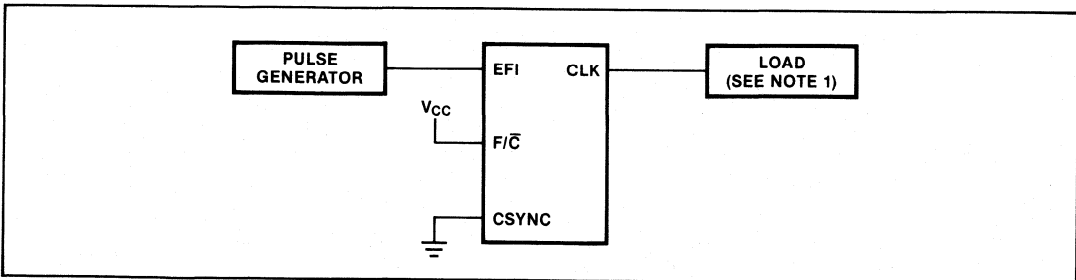 PULSE
GENERATOR
EFI
CLK
LOAD
(SEE NOTE 1)
VCC
F/C̅
CSYNC